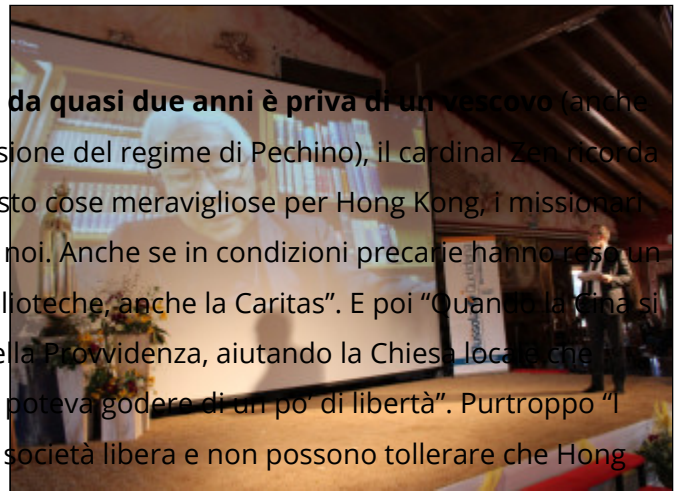 da quasi due anni è priva di un vescovo (anche
sione del regime di Pechino), il cardinal Zen ricorda
sto cose meravigliose per Hong Kong, i missionari
noi. Anche se in condizioni precarie hanno reso un
lioteche, anche la Caritas”. E poi “Quando la Cina si
ella Provvidenza, aiutando la Chiesa locale che
poteva godere di un po’ di libertà”. Purtroppo “I
società libera e non possono tollerare che Hong